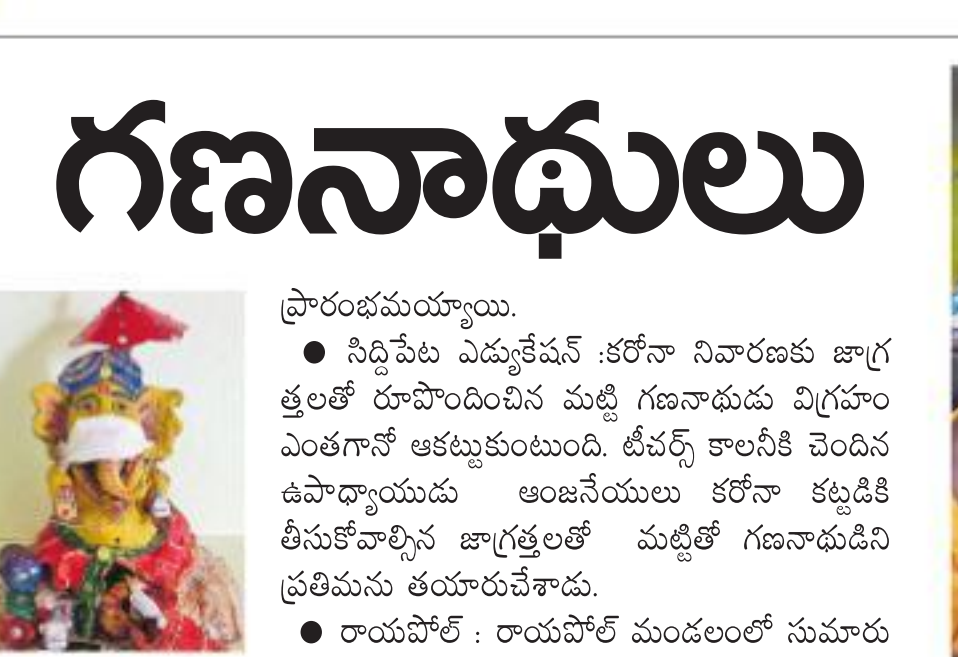 గణనాథులు
ప్రారంభమయ్యాయి.
● సిద్దిపేట ఎడ్యుకేషన్ :కరోనా నివారణకు జాగ్ర
త్తలతో రూపొందించిన మట్టి గణనాథుడు విగ్రహం
ఎంతగానో ఆకట్టుకుంటుంది. టీచర్స్ కాలనీకి చెందిన
ఉపాధ్యాయుడు ఆంజనేయులు కరోనా కట్టడికి
తీసుకోవాల్సిన జాగ్రత్తలతో మట్టితో గణనాథుడిని
ప్రతిమను తయారుచేశాడు.
● రాయపోల్ : రాయపోల్ మండలంలో సుమారు